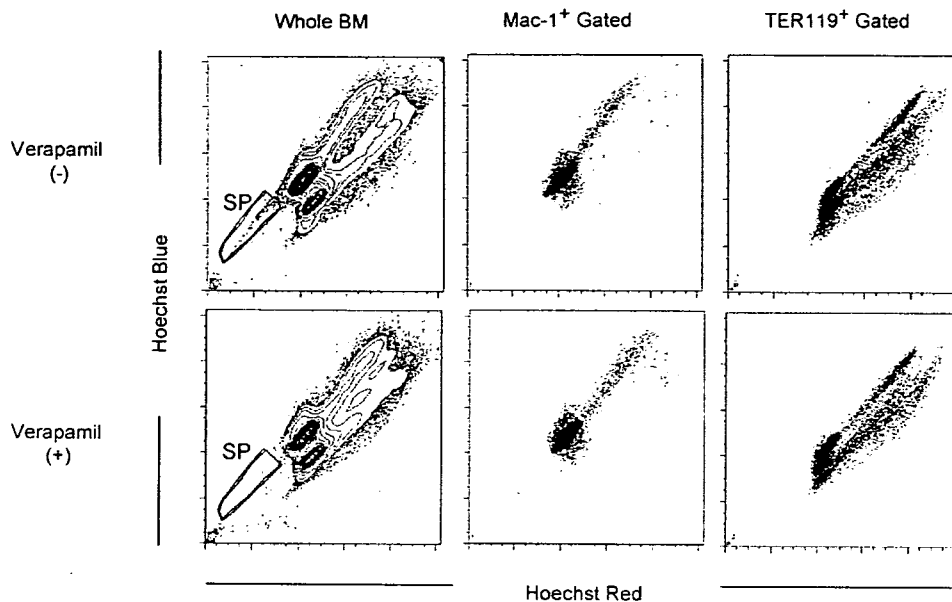 Whole BM
Mac-1+ Gated
TER119+ Gated
Verapamil
(-)
SP
Hoechst Blue
Verapamil
(+)
SP
Hoechst Red